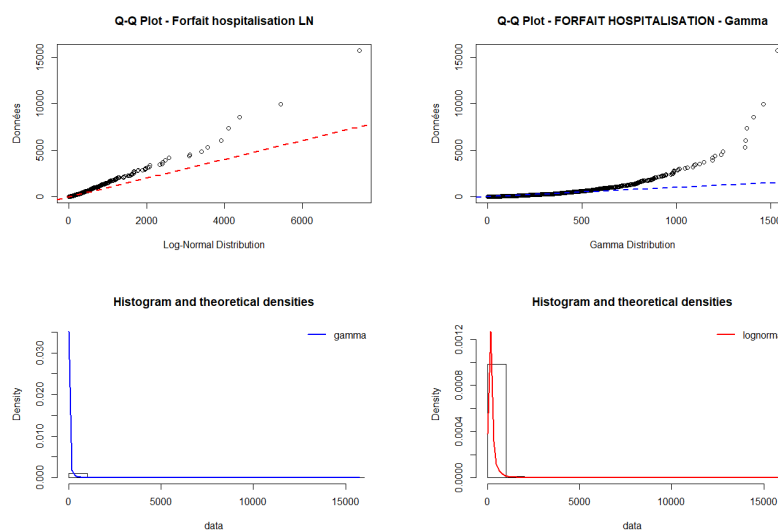 Q-Q Plot - Forfait hospitalisation LN
Données
15000
10000
5000
0
0
2000
4000
6000
Log-Normal Distribution
Q-Q Plot - FORFAIT HOSPITALISATION - Gamma
Données
15000
10000
5000
0
0
500
1000
1500
Gamma Distribution
Histogram and theoretical densities
gamma
Density
0.030
0.020
0.010
0.000
0
5000
10000
15000
data
Histogram and theoretical densities
lognorma
Density
0.0012
0.0008
0.0004
0.0000
0
5000
10000
15000
data